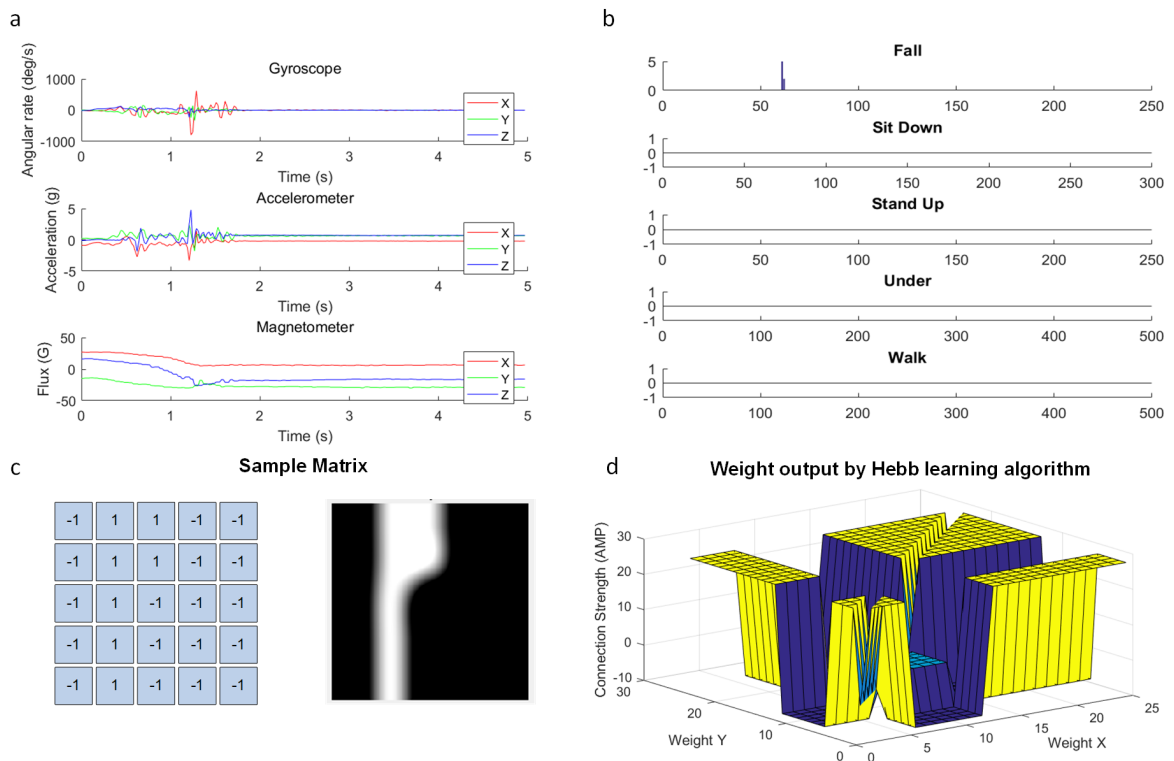 a
Gyroscope
Angular rate (deg/s)
1000
0
-1000
X
Y
Z
0 1 2 3 4 5
Time (s)
Accelerometer
Acceleration (g)
5
0
-5
X
Y
Z
0 1 2 3 4 5
Time (s)
Magnetometer
Flux (G)
50
0
-50
X
Y
Z
0 1 2 3 4 5
Time (s)
b
Fall
5
0
0 50 100 150 200 250
Sit Down
1
0
-1
0 50 100 150 200 250 300
Stand Up
1
0
-1
0 50 100 150 200 250
Under
1
0
-1
0 100 200 300 400 500
Walk
1
0
-1
0 100 200 300 400 500
c
Sample Matrix
-1 1 1 -1 -1
-1 1 1 -1 -1
-1 1 -1 -1 -1
-1 1 -1 -1 -1
-1 1 -1 -1 -1
d
Weight output by Hebb learning algorithm
Connection Strength (AMP)
30
20
10
0
-10
30
20
10
0
Weight Y
0
5
10
15
20
25
Weight X